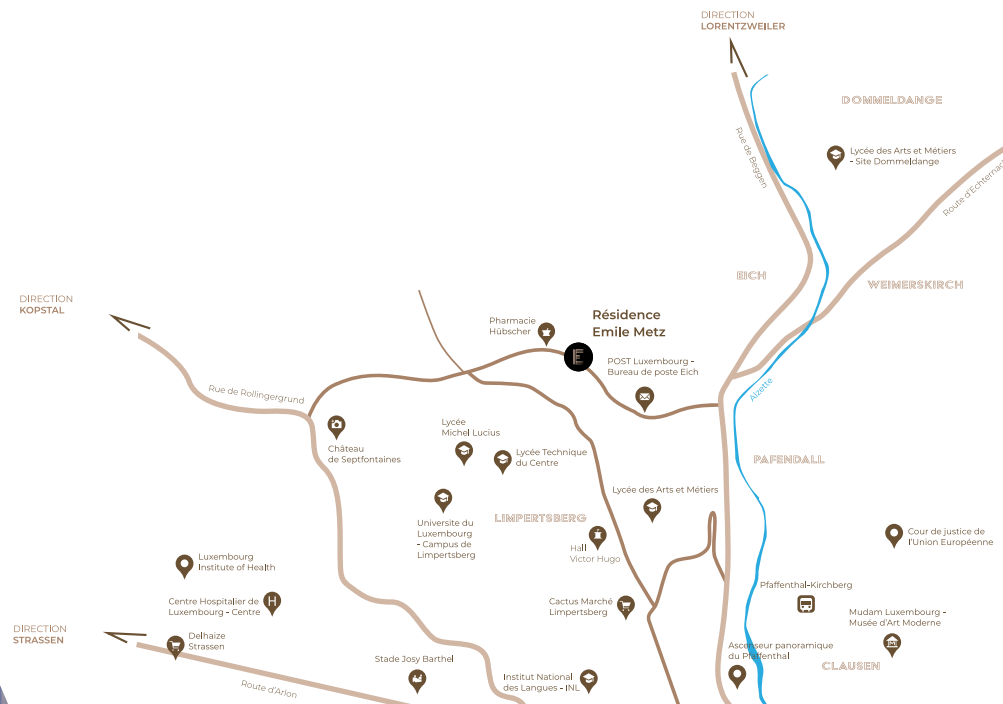 DIRECTION
LORENTZWEILER
DOMMELDANGE
Rue de Beggen
Lycée des Arts et Métiers
- Site Dommeldange
Route d'Echternach
EICH
WEIMERSKIRCH
DIRECTION
KOPSTAL
Pharmacie
Hübscher
Résidence
Emile Metz
E
POST Luxembourg -
Bureau de poste Eich
Rue de Rollingergrund
Alzette
Château
de Septfontaines
Lycée
Michel Lucius
Lycée Technique
du Centre
PAFENDALL
Lycée des Arts et Métiers
LIMPERTSBERG
Universite du
Luxembourg
- Campus de
Limpertsberg
Hall
Victor Hugo
Cour de justice de
l'Union Européenne
Luxembourg
Institute of Health
Pfaffenthal-Kirchberg
Centre Hospitalier de
Luxembourg - Centre
H
Cactus Marché
Limpertsberg
Mudam Luxembourg -
Musée d'Art Moderne
DIRECTION
STRASSEN
Delhaize
Strassen
Ascenseur panoramique
du Pfaffenthal
CLAUSEN
Stade Josy Barthel
Institut National
des Langues - INL
Route d'Arlon